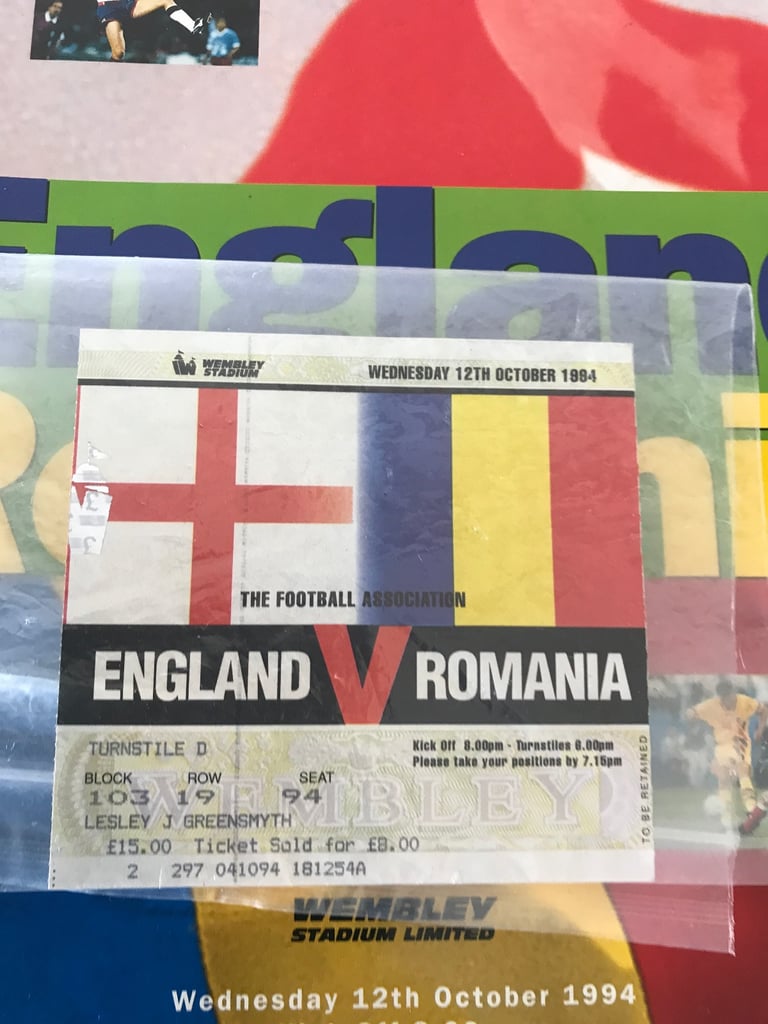 England
WEMBLEY
STADIUM
WEDNESDAY 12TH OCTOBER 1994
THE FOOTBALL ASSOCIATION
ENGLAND V ROMANIA
TURNSTILE D
Kick Off 8.00pm - Turnstiles 6.00pm
Please take your positions by 7.15pm
BLOCK ROW SEAT
103 19 94
WEMBLEY
LESLEY J GREENSMYTH
£15.00 Ticket Sold for £8.00
2 297 041094 181254A
TO BE RETAINED
WEMBLEY
STADIUM LIMITED
Wednesday 12th October 1994